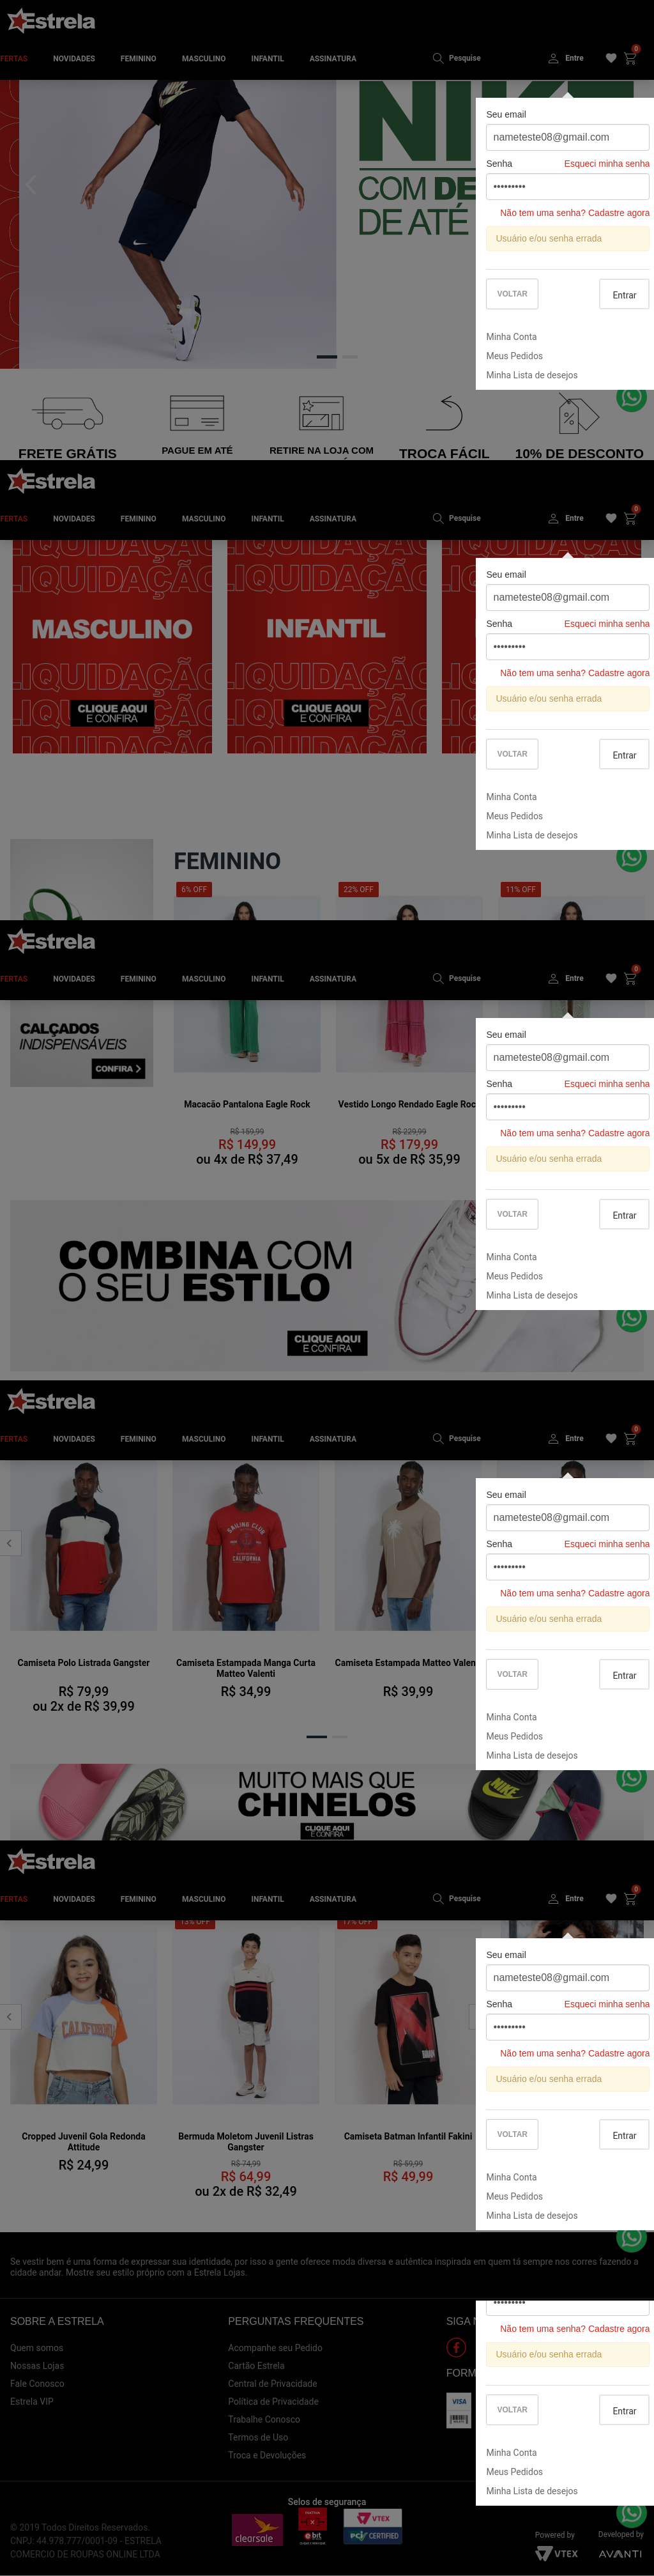 Estrela
FERTAS NOVIDADES FEMININO MASCULINO INFANTIL ASSINATURA Pesquise Entre 0
NIKE
COM DE
DE ATÉ
Seu email
nameteste08@gmail.com
Senha Esqueci minha senha
•••••••••
Não tem uma senha? Cadastre agora
Usuário e/ou senha errada
VOLTAR Entrar
Minha Conta
Meus Pedidos
Minha Lista de desejos
FRETE GRÁTIS PAGUE EM ATÉ RETIRE NA LOJA COM TROCA FÁCIL 10% DE DESCONTO
Estrela
FERTAS NOVIDADES FEMININO MASCULINO INFANTIL ASSINATURA Pesquise Entre 0
LIQUIDAÇÃO
MASCULINO
CLIQUE AQUI
E CONFIRA
LIQUIDAÇÃO
INFANTIL
CLIQUE AQUI
E CONFIRA
Seu email
nameteste08@gmail.com
Senha Esqueci minha senha
•••••••••
Não tem uma senha? Cadastre agora
Usuário e/ou senha errada
VOLTAR Entrar
Minha Conta
Meus Pedidos
Minha Lista de desejos
FEMININO
6% OFF 22% OFF 11% OFF
Estrela
FERTAS NOVIDADES FEMININO MASCULINO INFANTIL ASSINATURA Pesquise Entre 0
CALÇADOS
INDISPENSÁVEIS
CONFIRA
Macacão Pantalona Eagle Rock
R$ 159,99
R$ 149,99
ou 4x de R$ 37,49
Vestido Longo Rendado Eagle Roc
R$ 229,99
R$ 179,99
ou 5x de R$ 35,99
Seu email
nameteste08@gmail.com
Senha Esqueci minha senha
•••••••••
Não tem uma senha? Cadastre agora
Usuário e/ou senha errada
VOLTAR Entrar
Minha Conta
Meus Pedidos
Minha Lista de desejos
COMBINA COM
O SEU ESTILO
CLIQUE AQUI
E CONFIRA
Estrela
FERTAS NOVIDADES FEMININO MASCULINO INFANTIL ASSINATURA Pesquise Entre 0
Camiseta Polo Listrada Gangster
R$ 79,99
ou 2x de R$ 39,99
SAILING CLUB
CALIFORNIA
Camiseta Estampada Manga Curta
Matteo Valenti
R$ 34,99
Camiseta Estampada Matteo Valen
R$ 39,99
Seu email
nameteste08@gmail.com
Senha Esqueci minha senha
•••••••••
Não tem uma senha? Cadastre agora
Usuário e/ou senha errada
VOLTAR Entrar
Minha Conta
Meus Pedidos
Minha Lista de desejos
MUITO MAIS QUE
CHINELOS
CLIQUE AQUI
E CONFIRA
Estrela
FERTAS NOVIDADES FEMININO MASCULINO INFANTIL ASSINATURA Pesquise Entre 0
13% OFF 17% OFF
CALIFORNIA
Cropped Juvenil Gola Redonda
Attitude
R$ 24,99
Bermuda Moletom Juvenil Listras
Gangster
R$ 74,99
R$ 64,99
ou 2x de R$ 32,49
Camiseta Batman Infantil Fakini
R$ 59,99
R$ 49,99
Seu email
nameteste08@gmail.com
Senha Esqueci minha senha
•••••••••
Não tem uma senha? Cadastre agora
Usuário e/ou senha errada
VOLTAR Entrar
Minha Conta
Meus Pedidos
Minha Lista de desejos
Se vestir bem é uma forma de expressar sua identidade, por isso a gente oferece moda diversa e autêntica inspirada em quem tá sempre nos corres fazendo a
cidade andar. Mostre seu estilo próprio com a Estrela Lojas.
SOBRE A ESTRELA
Quem somos
Nossas Lojas
Fale Conosco
Estrela VIP
PERGUNTAS FREQUENTES
Acompanhe seu Pedido
Cartão Estrela
Central de Privacidade
Política de Privacidade
Trabalhe Conosco
Termos de Uso
Troca e Devoluções
SIGA N
FORM
VISA
•••••••••
Não tem uma senha? Cadastre agora
Usuário e/ou senha errada
VOLTAR Entrar
Minha Conta
Meus Pedidos
Minha Lista de desejos
Selos de segurança
clearsale
ebit
VTEX
PCI CERTIFIED
© 2019 Todos Direitos Reservados.
CNPJ: 44.978.777/0001-09 - ESTRELA
COMERCIO DE ROUPAS ONLINE LTDA
Powered by
VTEX
Developed by
AVANTI